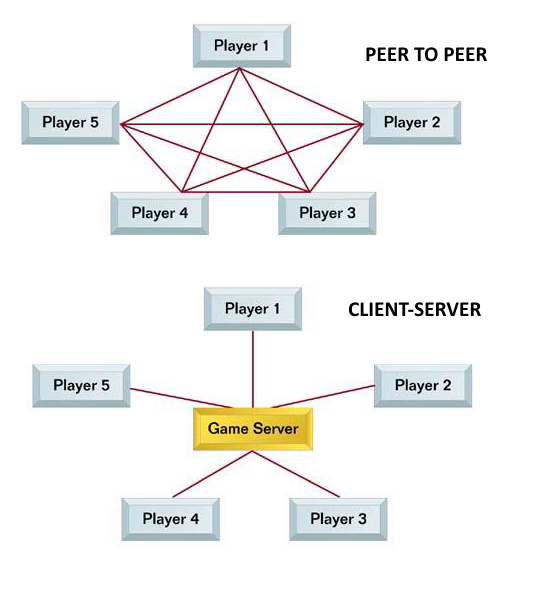 Player 1
PEER TO PEER
Player 5
Player 2
Player 4
Player 3
Player 1
CLIENT-SERVER
Player 5
Player 2
Game Server
Player 4
Player 3